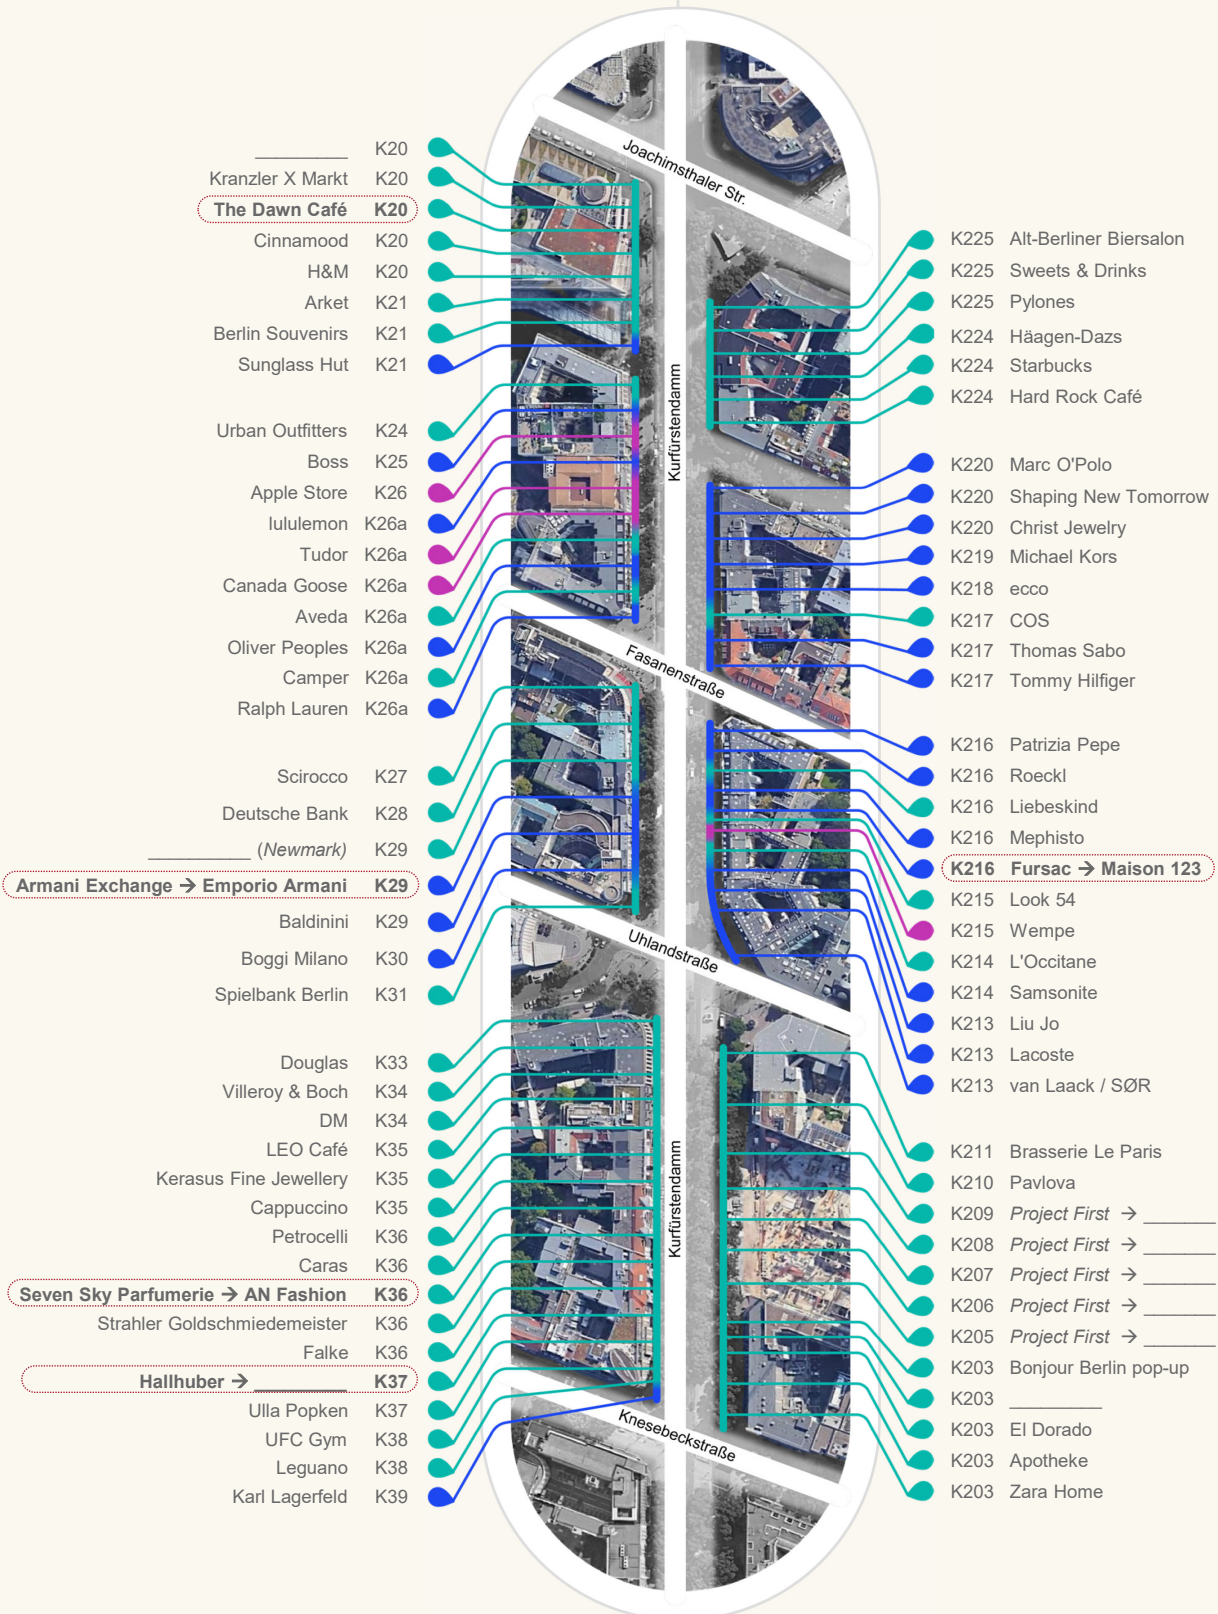 Joachimsthaler Str.
Kurfürstendamm
Fasanenstraße
Uhlandstraße
Kurfürstendamm
Knesebeckstraße
_________ K20
Kranzler X Markt K20
The Dawn Café K20
Cinnamood K20
H&M K20
Arket K21
Berlin Souvenirs K21
Sunglass Hut K21
Urban Outfitters K24
Boss K25
Apple Store K26
lululemon K26a
Tudor K26a
Canada Goose K26a
Aveda K26a
Oliver Peoples K26a
Camper K26a
Ralph Lauren K26a
Scirocco K27
Deutsche Bank K28
__________ (Newmark) K29
Armani Exchange → Emporio Armani K29
Baldinini K29
Boggi Milano K30
Spielbank Berlin K31
Douglas K33
Villeroy & Boch K34
DM K34
LEO Café K35
Kerasus Fine Jewellery K35
Cappuccino K35
Petrocelli K36
Caras K36
Seven Sky Parfumerie → AN Fashion K36
Strahler Goldschmiedemeister K36
Falke K36
Hallhuber → _________ K37
Ulla Popken K37
UFC Gym K38
Leguano K38
Karl Lagerfeld K39
K225 Alt-Berliner Biersalon
K225 Sweets & Drinks
K225 Pylones
K224 Häagen-Dazs
K224 Starbucks
K224 Hard Rock Café
K220 Marc O'Polo
K220 Shaping New Tomorrow
K220 Christ Jewelry
K219 Michael Kors
K218 ecco
K217 COS
K217 Thomas Sabo
K217 Tommy Hilfiger
K216 Patrizia Pepe
K216 Roeckl
K216 Liebeskind
K216 Mephisto
K216 Fursac → Maison 123
K215 Look 54
K215 Wempe
K214 L'Occitane
K214 Samsonite
K213 Liu Jo
K213 Lacoste
K213 van Laack / SØR
K211 Brasserie Le Paris
K210 Pavlova
K209 Project First → _______
K208 Project First → _______
K207 Project First → _______
K206 Project First → _______
K205 Project First → _______
K203 Bonjour Berlin pop-up
K203 _________
K203 El Dorado
K203 Apotheke
K203 Zara Home